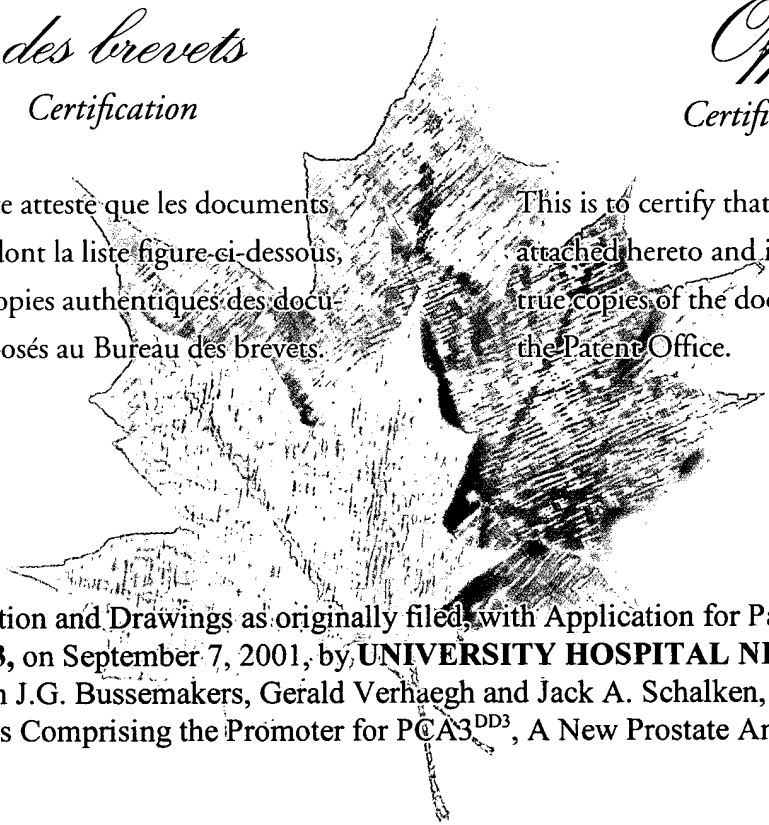 des brevets
Certification
e atteste que les documents
dont la liste figure ci-dessous,
opies authentiques des docu-
osés au Bureau des brevets.
Certifi
This is to certify that
attached hereto and i
true copies of the doc
the Patent Office.
tion and Drawings as originally filed, with Application for Pa
3, on September 7, 2001, by UNIVERSITY HOSPITAL NI
n J.G. Bussemakers, Gerald Verhaegh and Jack A. Schalken,
s Comprising the Promoter for PCA3DD3, A New Prostate An